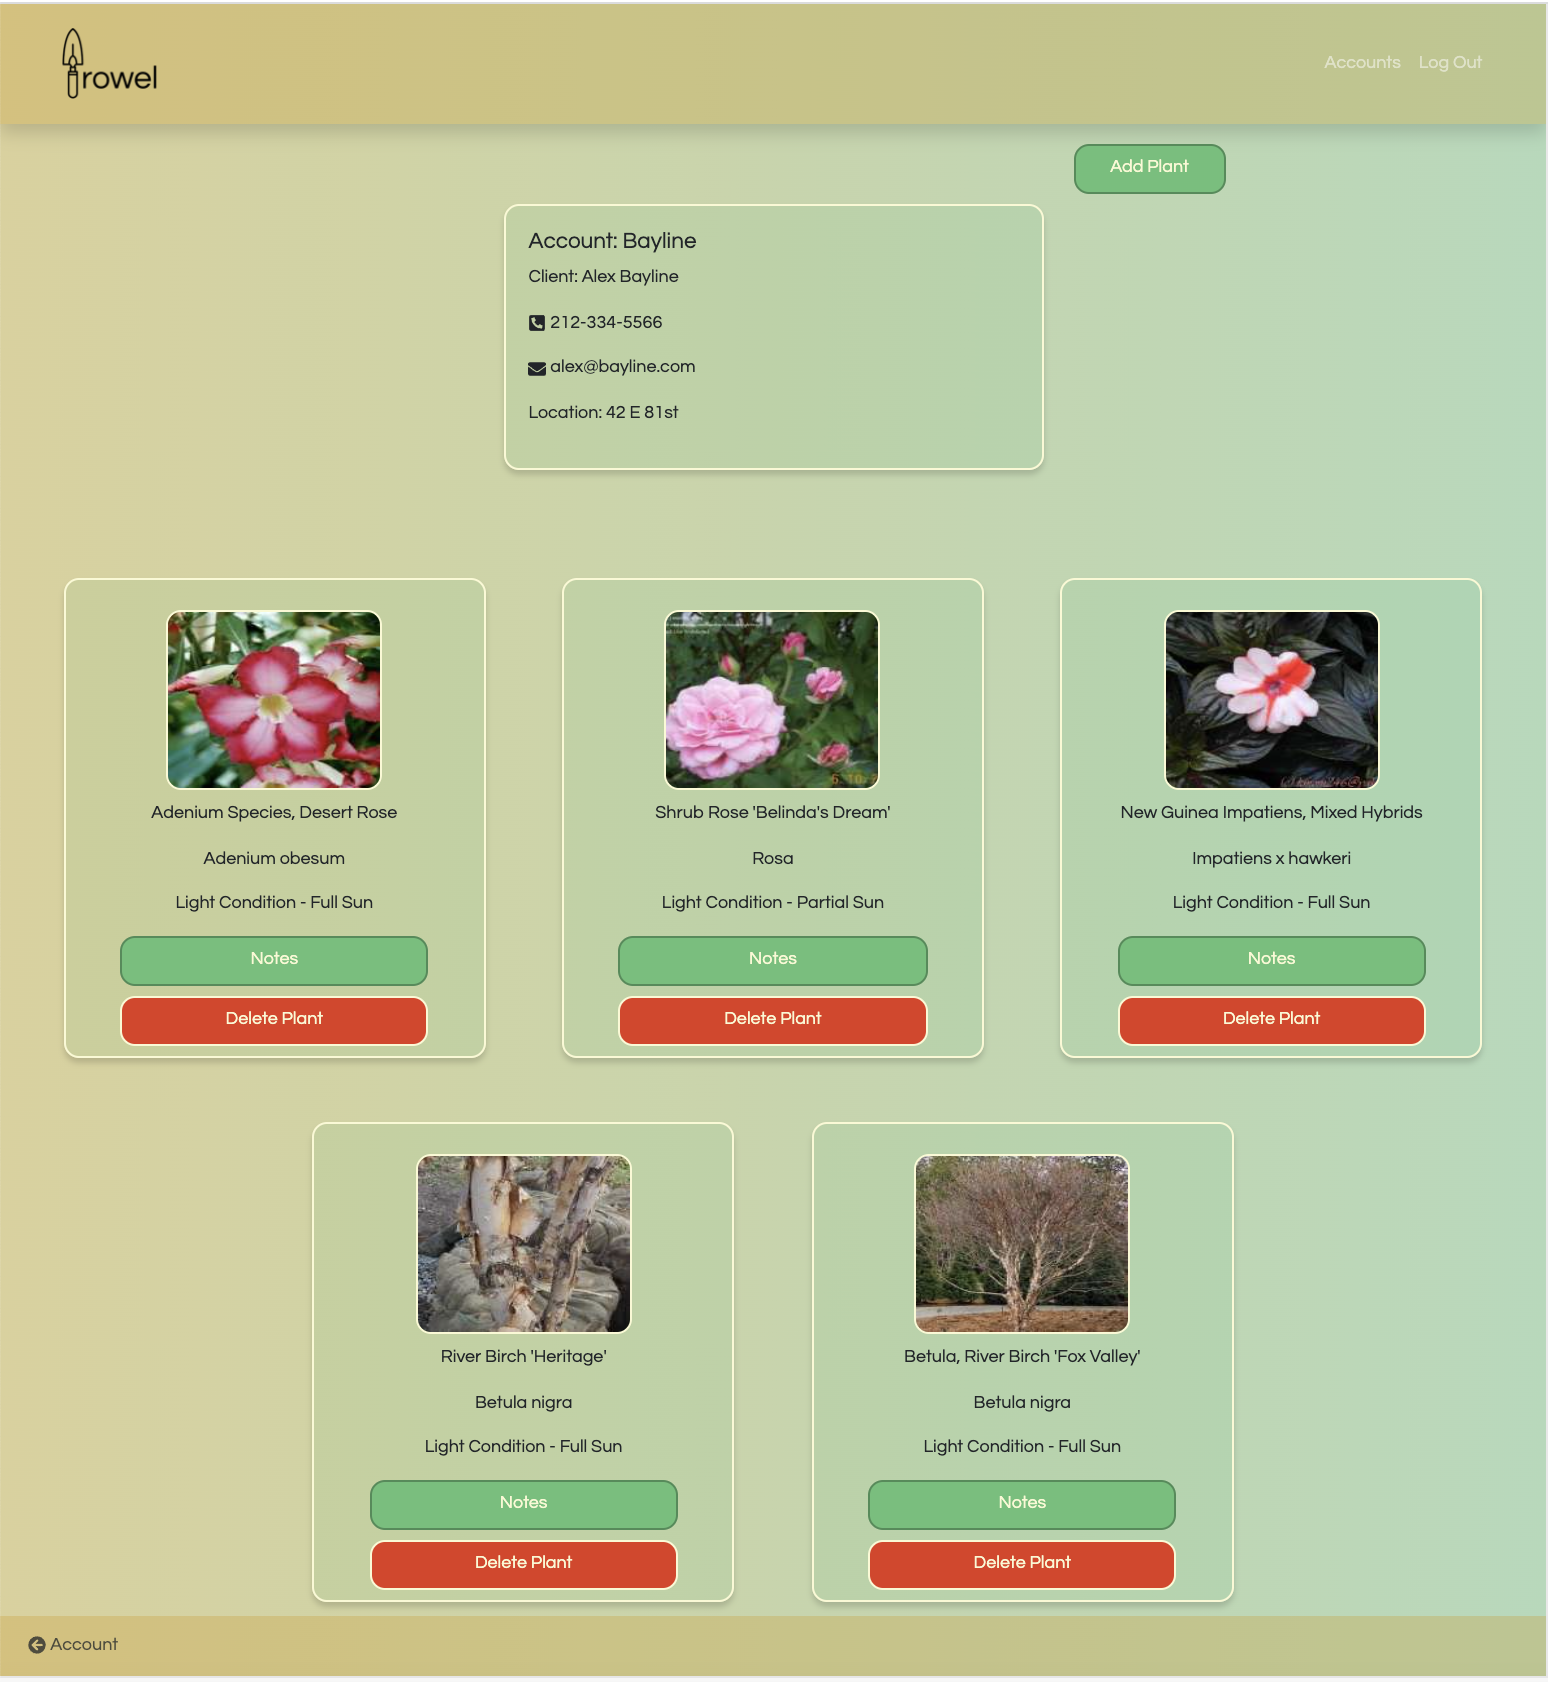 Trowel
Accounts Log Out
Add Plant
Account: Bayline
Client: Alex Bayline
212-334-5566
alex@bayline.com
Location: 42 E 81st
Adenium Species, Desert Rose
Adenium obesum
Light Condition - Full Sun
Notes
Delete Plant
Shrub Rose 'Belinda's Dream'
Rosa
Light Condition - Partial Sun
Notes
Delete Plant
New Guinea Impatiens, Mixed Hybrids
Impatiens x hawkeri
Light Condition - Full Sun
Notes
Delete Plant
River Birch 'Heritage'
Betula nigra
Light Condition - Full Sun
Notes
Delete Plant
Betula, River Birch 'Fox Valley'
Betula nigra
Light Condition - Full Sun
Notes
Delete Plant
Account